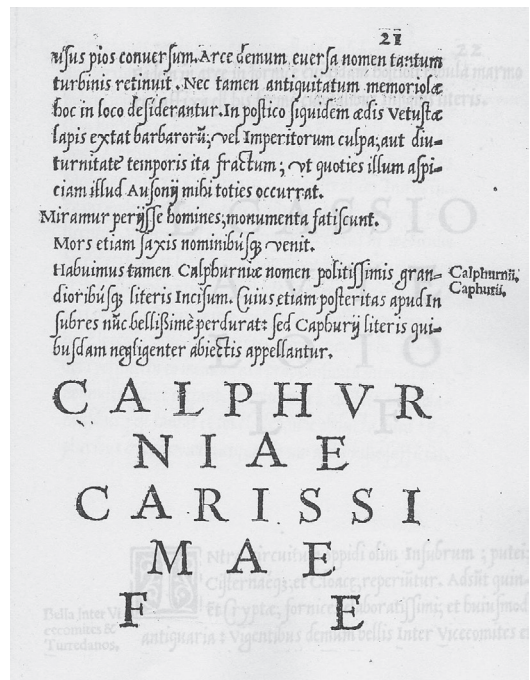 21
usus pios conuersum. Arce demum euersa nomen tantum
turbinis retinuit. Nec tamen antiquitatum memoriolæ
hoc in loco desiderantur. In postico siquidem ædis Vetustæ
lapis extat barbarorũ; vel Imperitorum culpa; aut diu-
turnitate temporis ita fractum; vt quoties illum aspi-
ciam illud Ausonij mihi toties occurrat.
Miramur perijsse homines; monumenta fatiscunt.
Mors etiam saxis nominibusq; venit.
Habuimus tamen Calphurniæ nomen politissimis gran-
dioribusq; literis Incisum. Cuius etiam posteritas apud In
subres nũc bellissimè perdurat: sed Caphurij literis qui-
busdam negligenter abiectis appellantur.
Calphurnii,
Caphurii,
CALPHVR
NIAE
CARISSI
MAE
F E